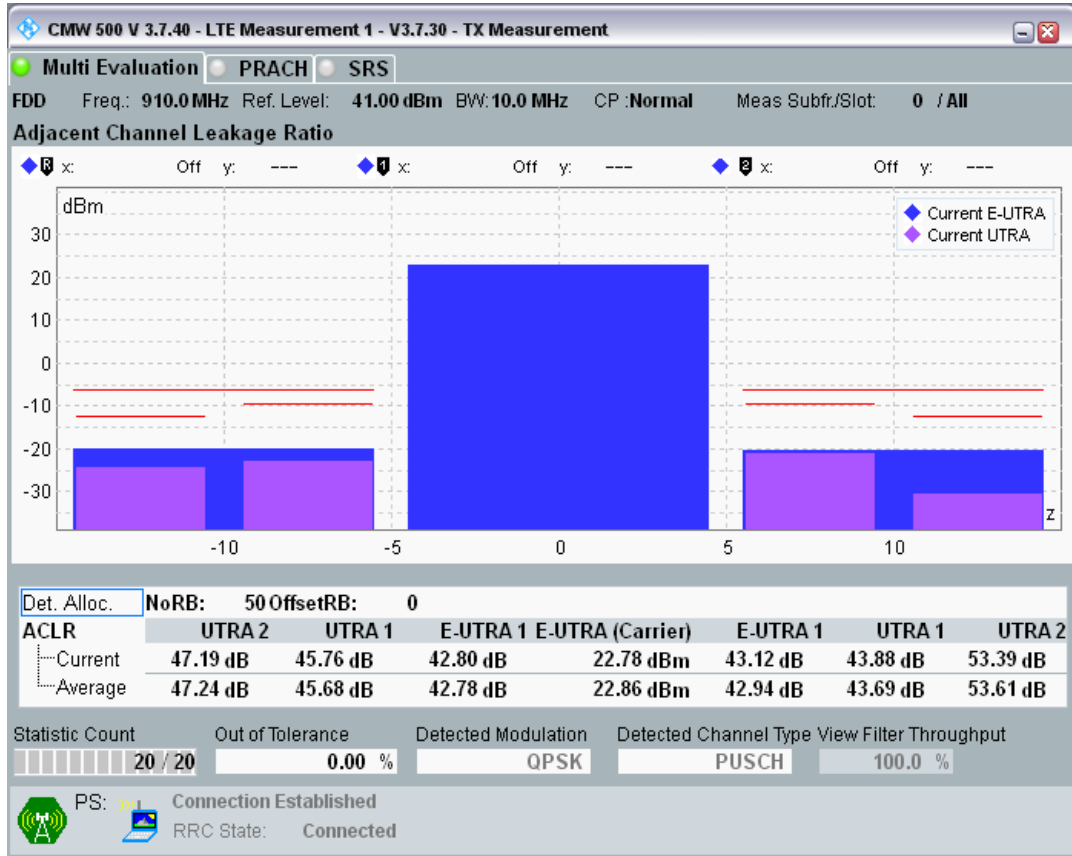 CMW 500 V 3.7.40 - LTE Measurement 1 - V3.7.30 - TX Measurement
Multi Evaluation PRACH SRS
FDD Freq.: 910.0 MHz Ref. Level: 41.00 dBm BW: 10.0 MHz CP :Normal Meas Subfr./Slot: 0 / All
Adjacent Channel Leakage Ratio
R x: Off y: --- 1 x: Off y: --- 2 x: Off y: ---
dBm
Current E-UTRA
Current UTRA
30
20
10
0
-10
-20
-30
z
-10 -5 0 5 10
Det. Alloc. NoRB: 50 OffsetRB: 0
ACLR UTRA 2 UTRA 1 E-UTRA 1 E-UTRA (Carrier) E-UTRA 1 UTRA 1 UTRA 2
Current 47.19 dB 45.76 dB 42.80 dB 22.78 dBm 43.12 dB 43.88 dB 53.39 dB
Average 47.24 dB 45.68 dB 42.78 dB 22.86 dBm 42.94 dB 43.69 dB 53.61 dB
Statistic Count Out of Tolerance Detected Modulation Detected Channel Type View Filter Throughput
20 / 20 0.00 % QPSK PUSCH 100.0 %
PS: Connection Established
RRC State: Connected